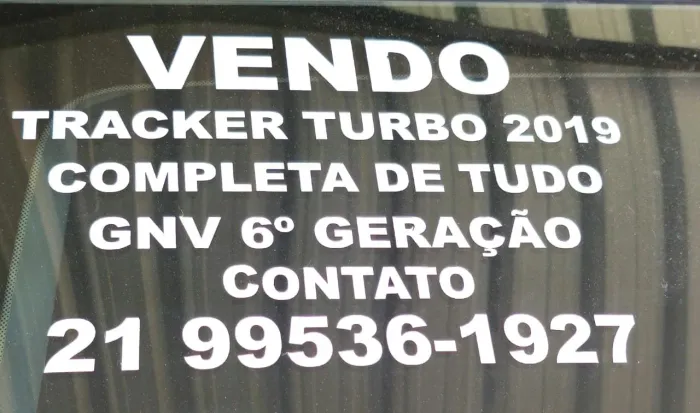 VENDO
TRACKER TURBO 2019
COMPLETA DE TUDO
GNV 6º GERAÇÃO
CONTATO
21 99536-1927